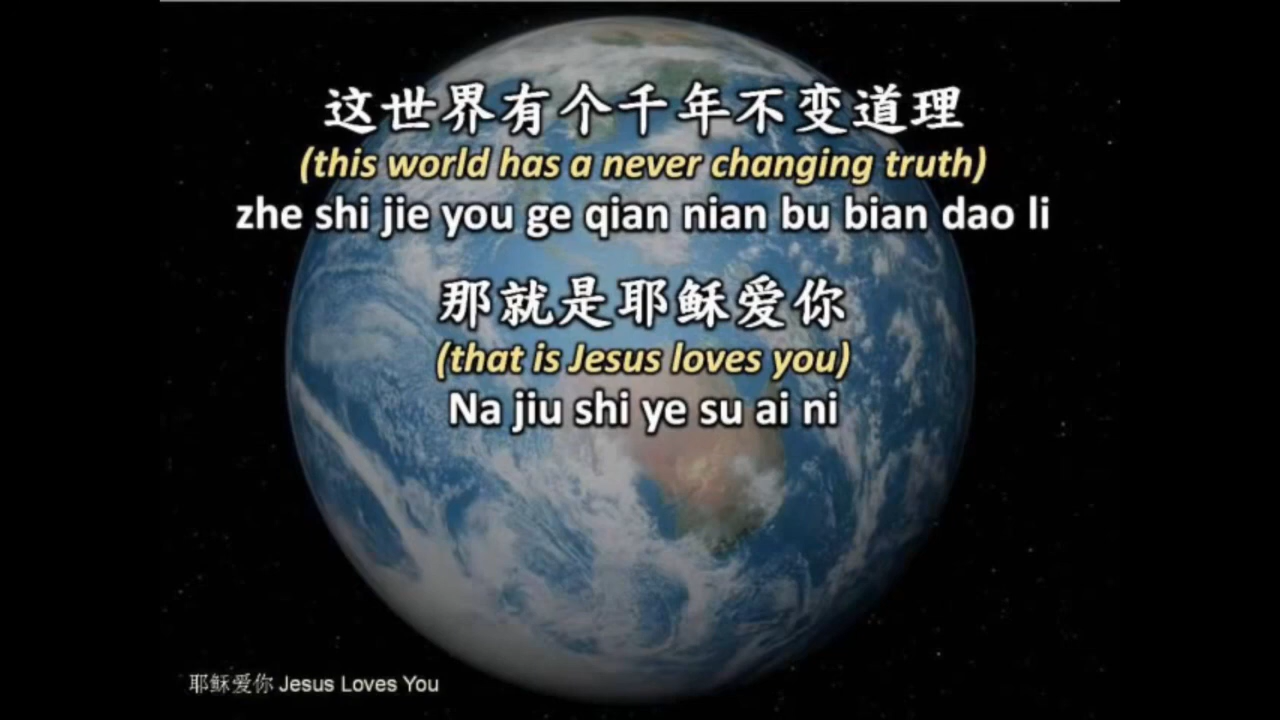 这世界有个千年不变道理
(this world has a never changing truth)
zhe shi jie you ge qian nian bu bian dao li
那就是耶稣爱你
(that is Jesus loves you)
Na jiu shi ye su ai ni
耶稣爱你 Jesus Loves You